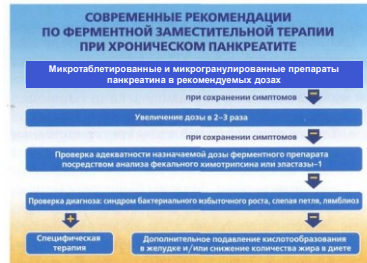 СОВРЕМЕННЫЕ РЕКОМЕНДАЦИИ
ПО ФЕРМЕНТНОЙ ЗАМЕСТИТЕЛЬНОЙ ТЕРАПИИ
ПРИ ХРОНИЧЕСКОМ ПАНКРЕАТИТЕ
Микротаблетированные и микрогранулированные препараты
панкреатина в рекомендуемых дозах
при сохранении симптомов
Увеличение дозы в 2–3 раза
при сохранении симптомов
Проверка адекватности назначаемой дозы ферментного препарата
посредством анализа фекального химотрипсина или эластазы–1
Проверка диагноза: синдром бактериального избыточного роста, слепая петля, лямблиоз
Специфическая
терапия
Дополнительное подавление кислотообразования
в желудке и/или снижение количества жира в диете